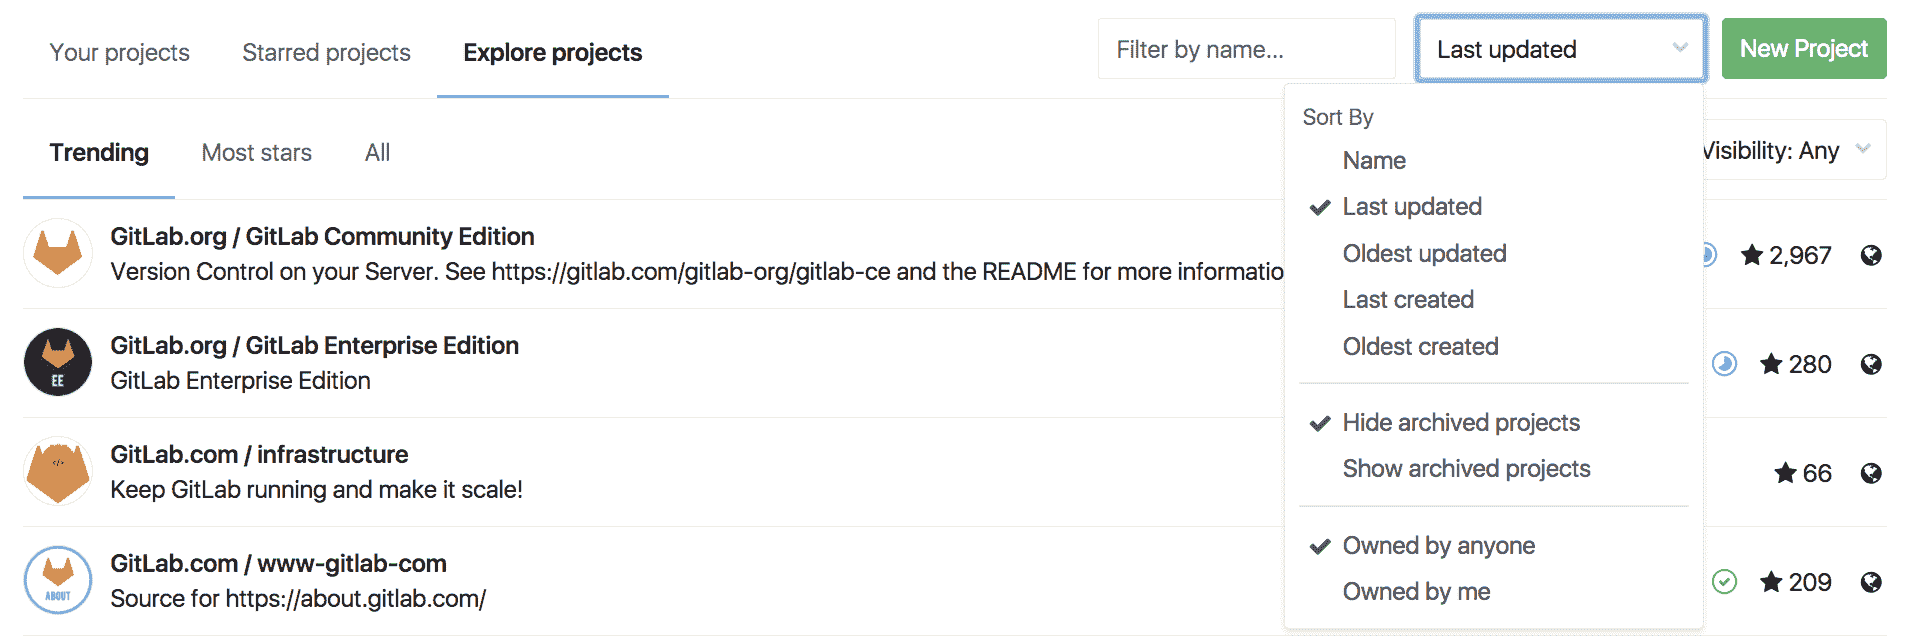 Your projects
Starred projects
Explore projects
Filter by name...
Last updated
New Project
Trending
Most stars
All
Visibility: Any
Sort By
Name
Last updated
Oldest updated
Last created
Oldest created
Hide archived projects
Show archived projects
Owned by anyone
Owned by me
GitLab.org / GitLab Community Edition
Version Control on your Server. See https://gitlab.com/gitlab-org/gitlab-ce and the README for more informatio
2,967
EE
GitLab.org / GitLab Enterprise Edition
GitLab Enterprise Edition
280
</>
GitLab.com / infrastructure
Keep GitLab running and make it scale!
66
ABOUT
GitLab.com / www-gitlab-com
Source for https://about.gitlab.com/
209